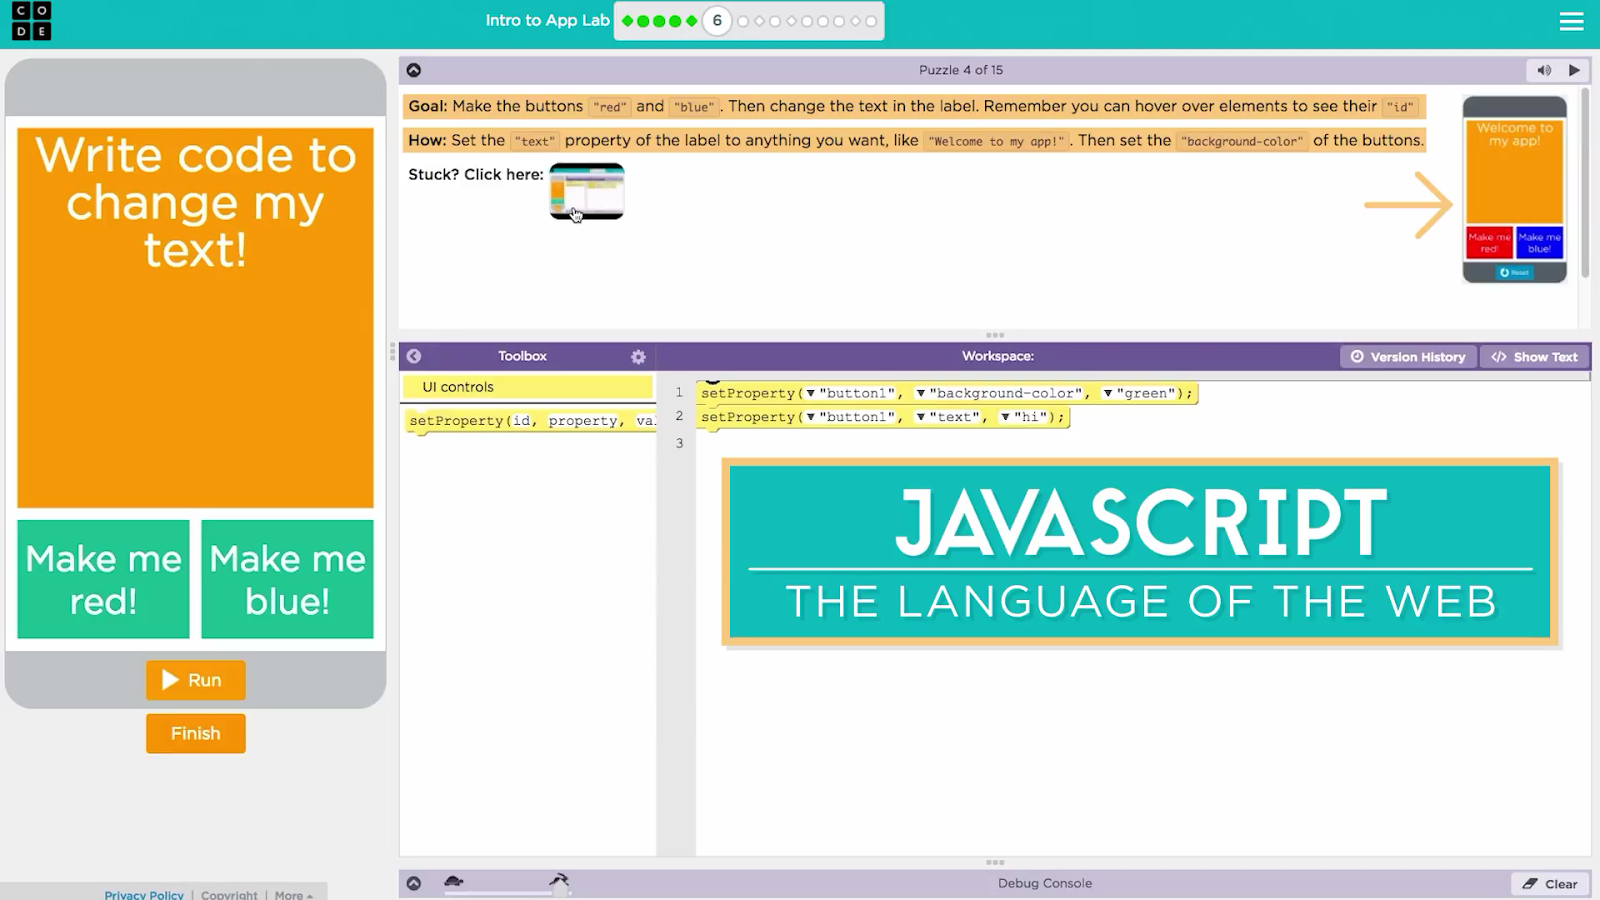 CO
DE
Intro to App Lab
6
Puzzle 4 of 15
Goal: Make the buttons "red" and "blue". Then change the text in the label. Remember you can hover over elements to see their "id"
How: Set the "text" property of the label to anything you want, like "Welcome to my app!". Then set the "background-color" of the buttons.
Stuck? Click here:
Welcome to
my app!
Make me
red!
Make me
blue!
Reset
Write code to
change my
text!
Make me
red!
Make me
blue!
Run
Finish
Toolbox
Workspace:
Version History
</> Show Text
UI controls
setProperty(id, property, val
1 setProperty(▼"button1", ▼"background-color", ▼"green");
2 setProperty(▼"button1", ▼"text", ▼"hi");
3
JAVASCRIPT
THE LANGUAGE OF THE WEB
Debug Console
Clear
Privacy Policy | Copyright | More